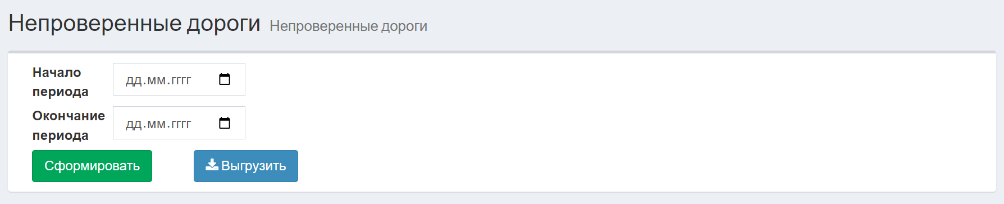 Непроверенные дороги Непроверенные дороги
Начало
периода
дд.мм.гггг
Окончание
периода
дд.мм.гггг
Сформировать Выгрузить